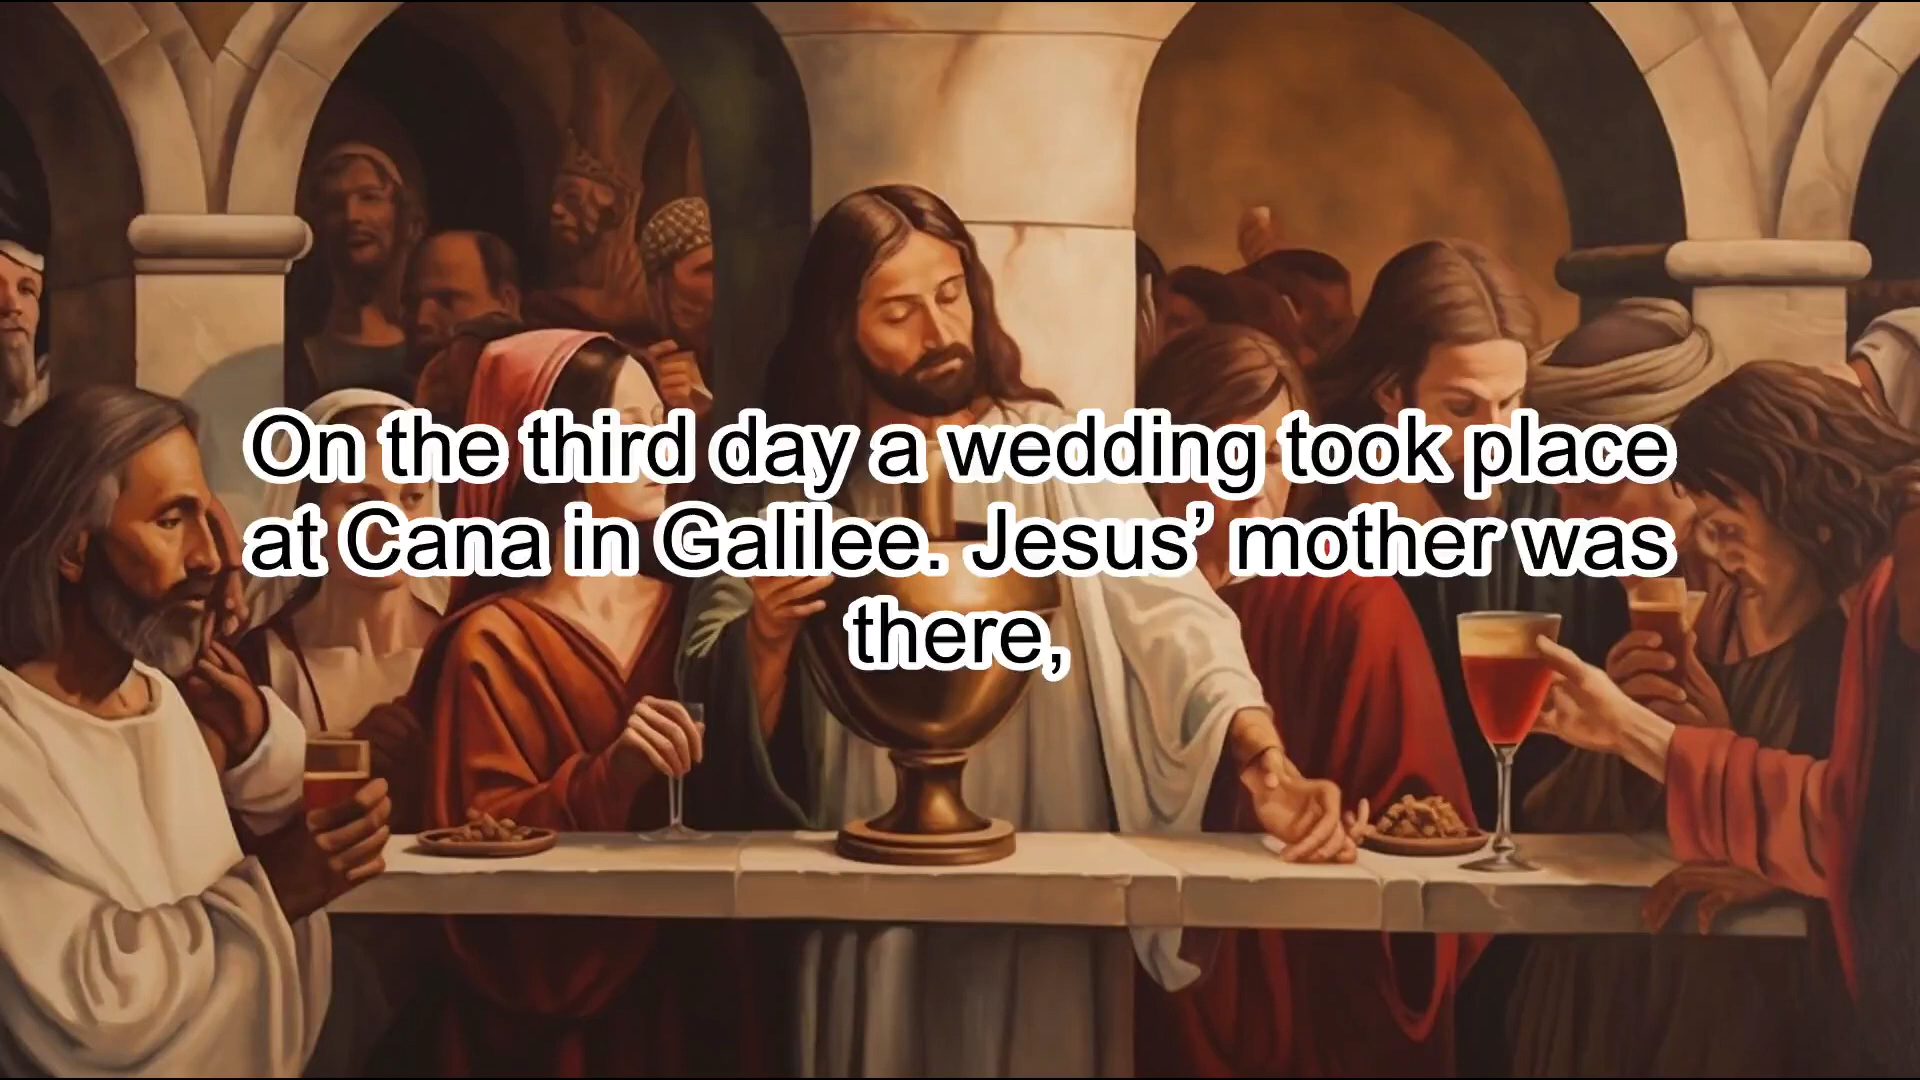 On the third day a wedding took place
at Cana in Galilee. Jesus’ mother was
there,